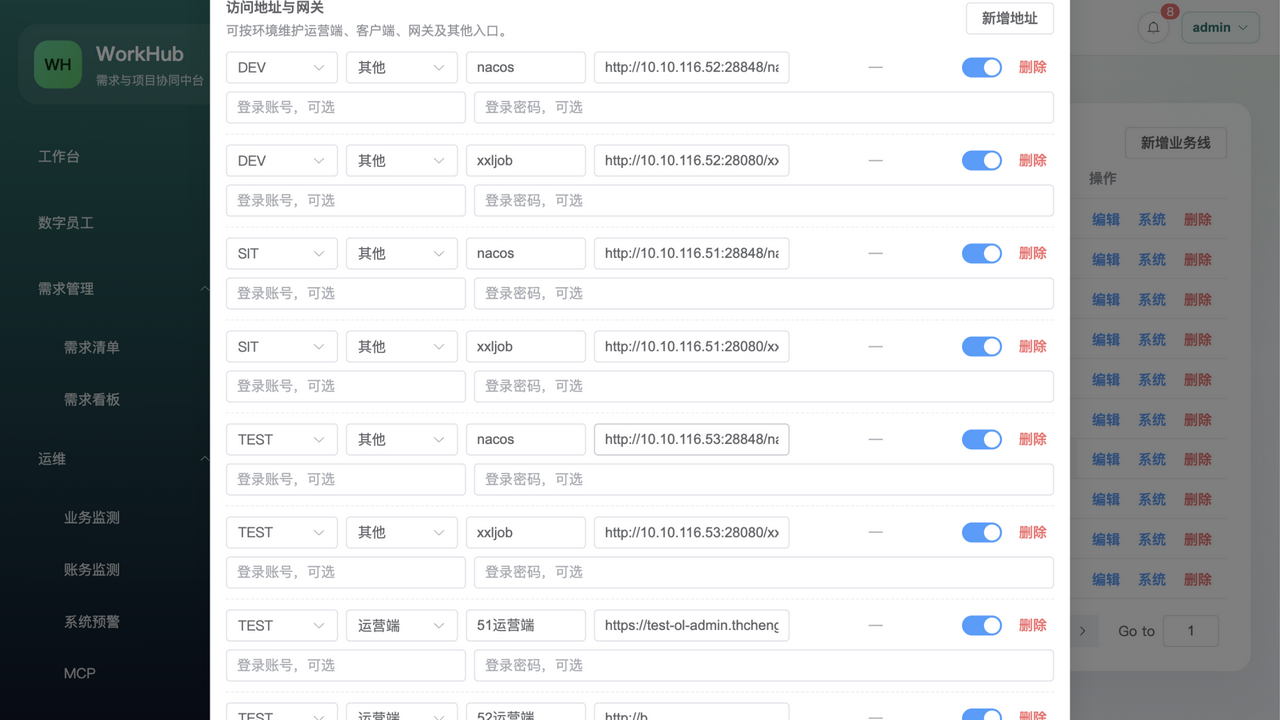 访问地址与网关
可按环境维护运营端、客户端、网关及其他入口。
新增地址
8
admin
WH
WorkHub
需求与项目协同中台
工作台
数字员工
需求管理
需求清单
需求看板
运维
业务监测
账务监测
系统预警
MCP
DEV 其他 nacos http://10.10.116.52:28848/na — 删除
登录账号，可选 登录密码，可选
DEV 其他 xxljob http://10.10.116.52:28080/xx — 删除
登录账号，可选 登录密码，可选
SIT 其他 nacos http://10.10.116.51:28848/na — 删除
登录账号，可选 登录密码，可选
SIT 其他 xxljob http://10.10.116.51:28080/xx — 删除
登录账号，可选 登录密码，可选
TEST 其他 nacos http://10.10.116.53:28848/na — 删除
登录账号，可选 登录密码，可选
TEST 其他 xxljob http://10.10.116.53:28080/xx — 删除
登录账号，可选 登录密码，可选
TEST 运营端 51运营端 https://test-ol-admin.thcheng — 删除
登录账号，可选 登录密码，可选
TEST 运营端 52运营端 http://b — 删除
新增业务线
操作
编辑 系统 删除
编辑 系统 删除
编辑 系统 删除
编辑 系统 删除
编辑 系统 删除
编辑 系统 删除
编辑 系统 删除
编辑 系统 删除
编辑 系统 删除
编辑 系统 删除
Go to 1